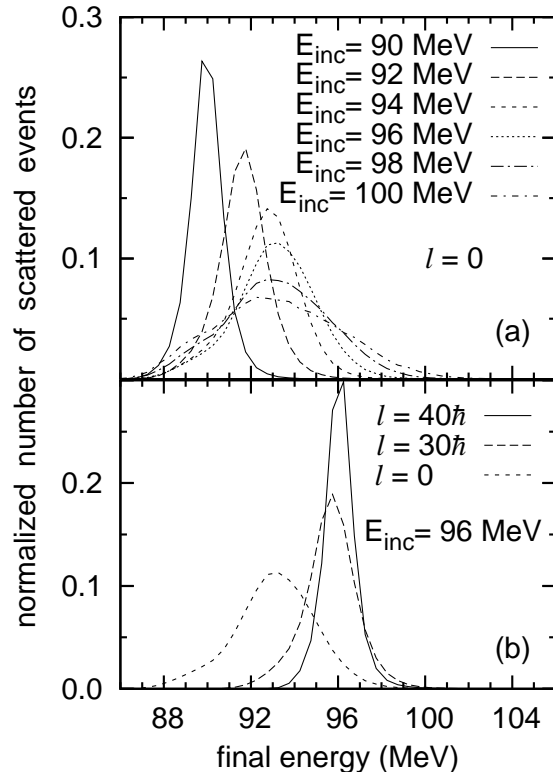 normalized number of scattered events
0.3
0.2
0.1
E_inc= 90 MeV
E_inc= 92 MeV
E_inc= 94 MeV
E_inc= 96 MeV
E_inc= 98 MeV
E_inc= 100 MeV
l = 0
(a)
0.2
0.1
0.0
l = 40ħ
l = 30ħ
l = 0
E_inc= 96 MeV
(b)
88 92 96 100 104
final energy (MeV)